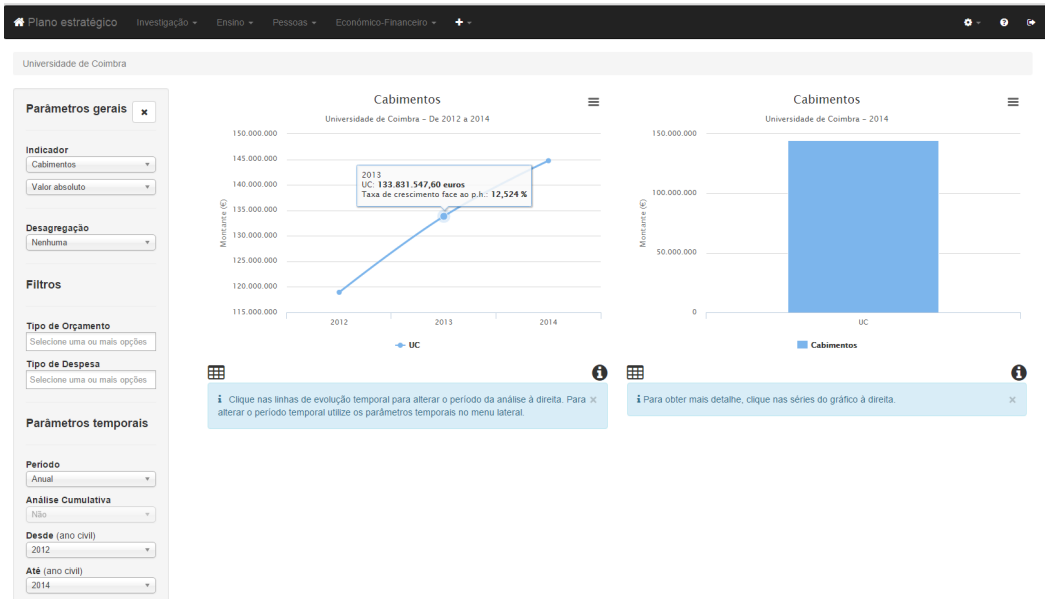 Plano estratégico Investigação Ensino Pessoas Económico-Financeiro
Universidade de Coimbra
Parâmetros gerais
Indicador
Cabimentos
Valor absoluto
Desagregação
Nenhuma
Filtros
Tipo de Orçamento
Selecione uma ou mais opções
Tipo de Despesa
Selecione uma ou mais opções
Parâmetros temporais
Período
Anual
Análise Cumulativa
Não
Desde (ano civil)
2012
Até (ano civil)
2014
Cabimentos
Universidade de Coimbra – De 2012 a 2014
Montante (€)
150.000.000
145.000.000
140.000.000
135.000.000
130.000.000
125.000.000
120.000.000
115.000.000
2013
UC: 133.831.547,60 euros
Taxa de crescimento face ao p.h.: 12,524 %
2012 2013 2014
UC
Clique nas linhas de evolução temporal para alterar o período da análise à direita. Para ×
alterar o período temporal utilize os parâmetros temporais no menu lateral.
Cabimentos
Universidade de Coimbra – 2014
Montante (€)
150.000.000
100.000.000
50.000.000
0
UC
Cabimentos
Para obter mais detalhe, clique nas séries do gráfico à direita. ×